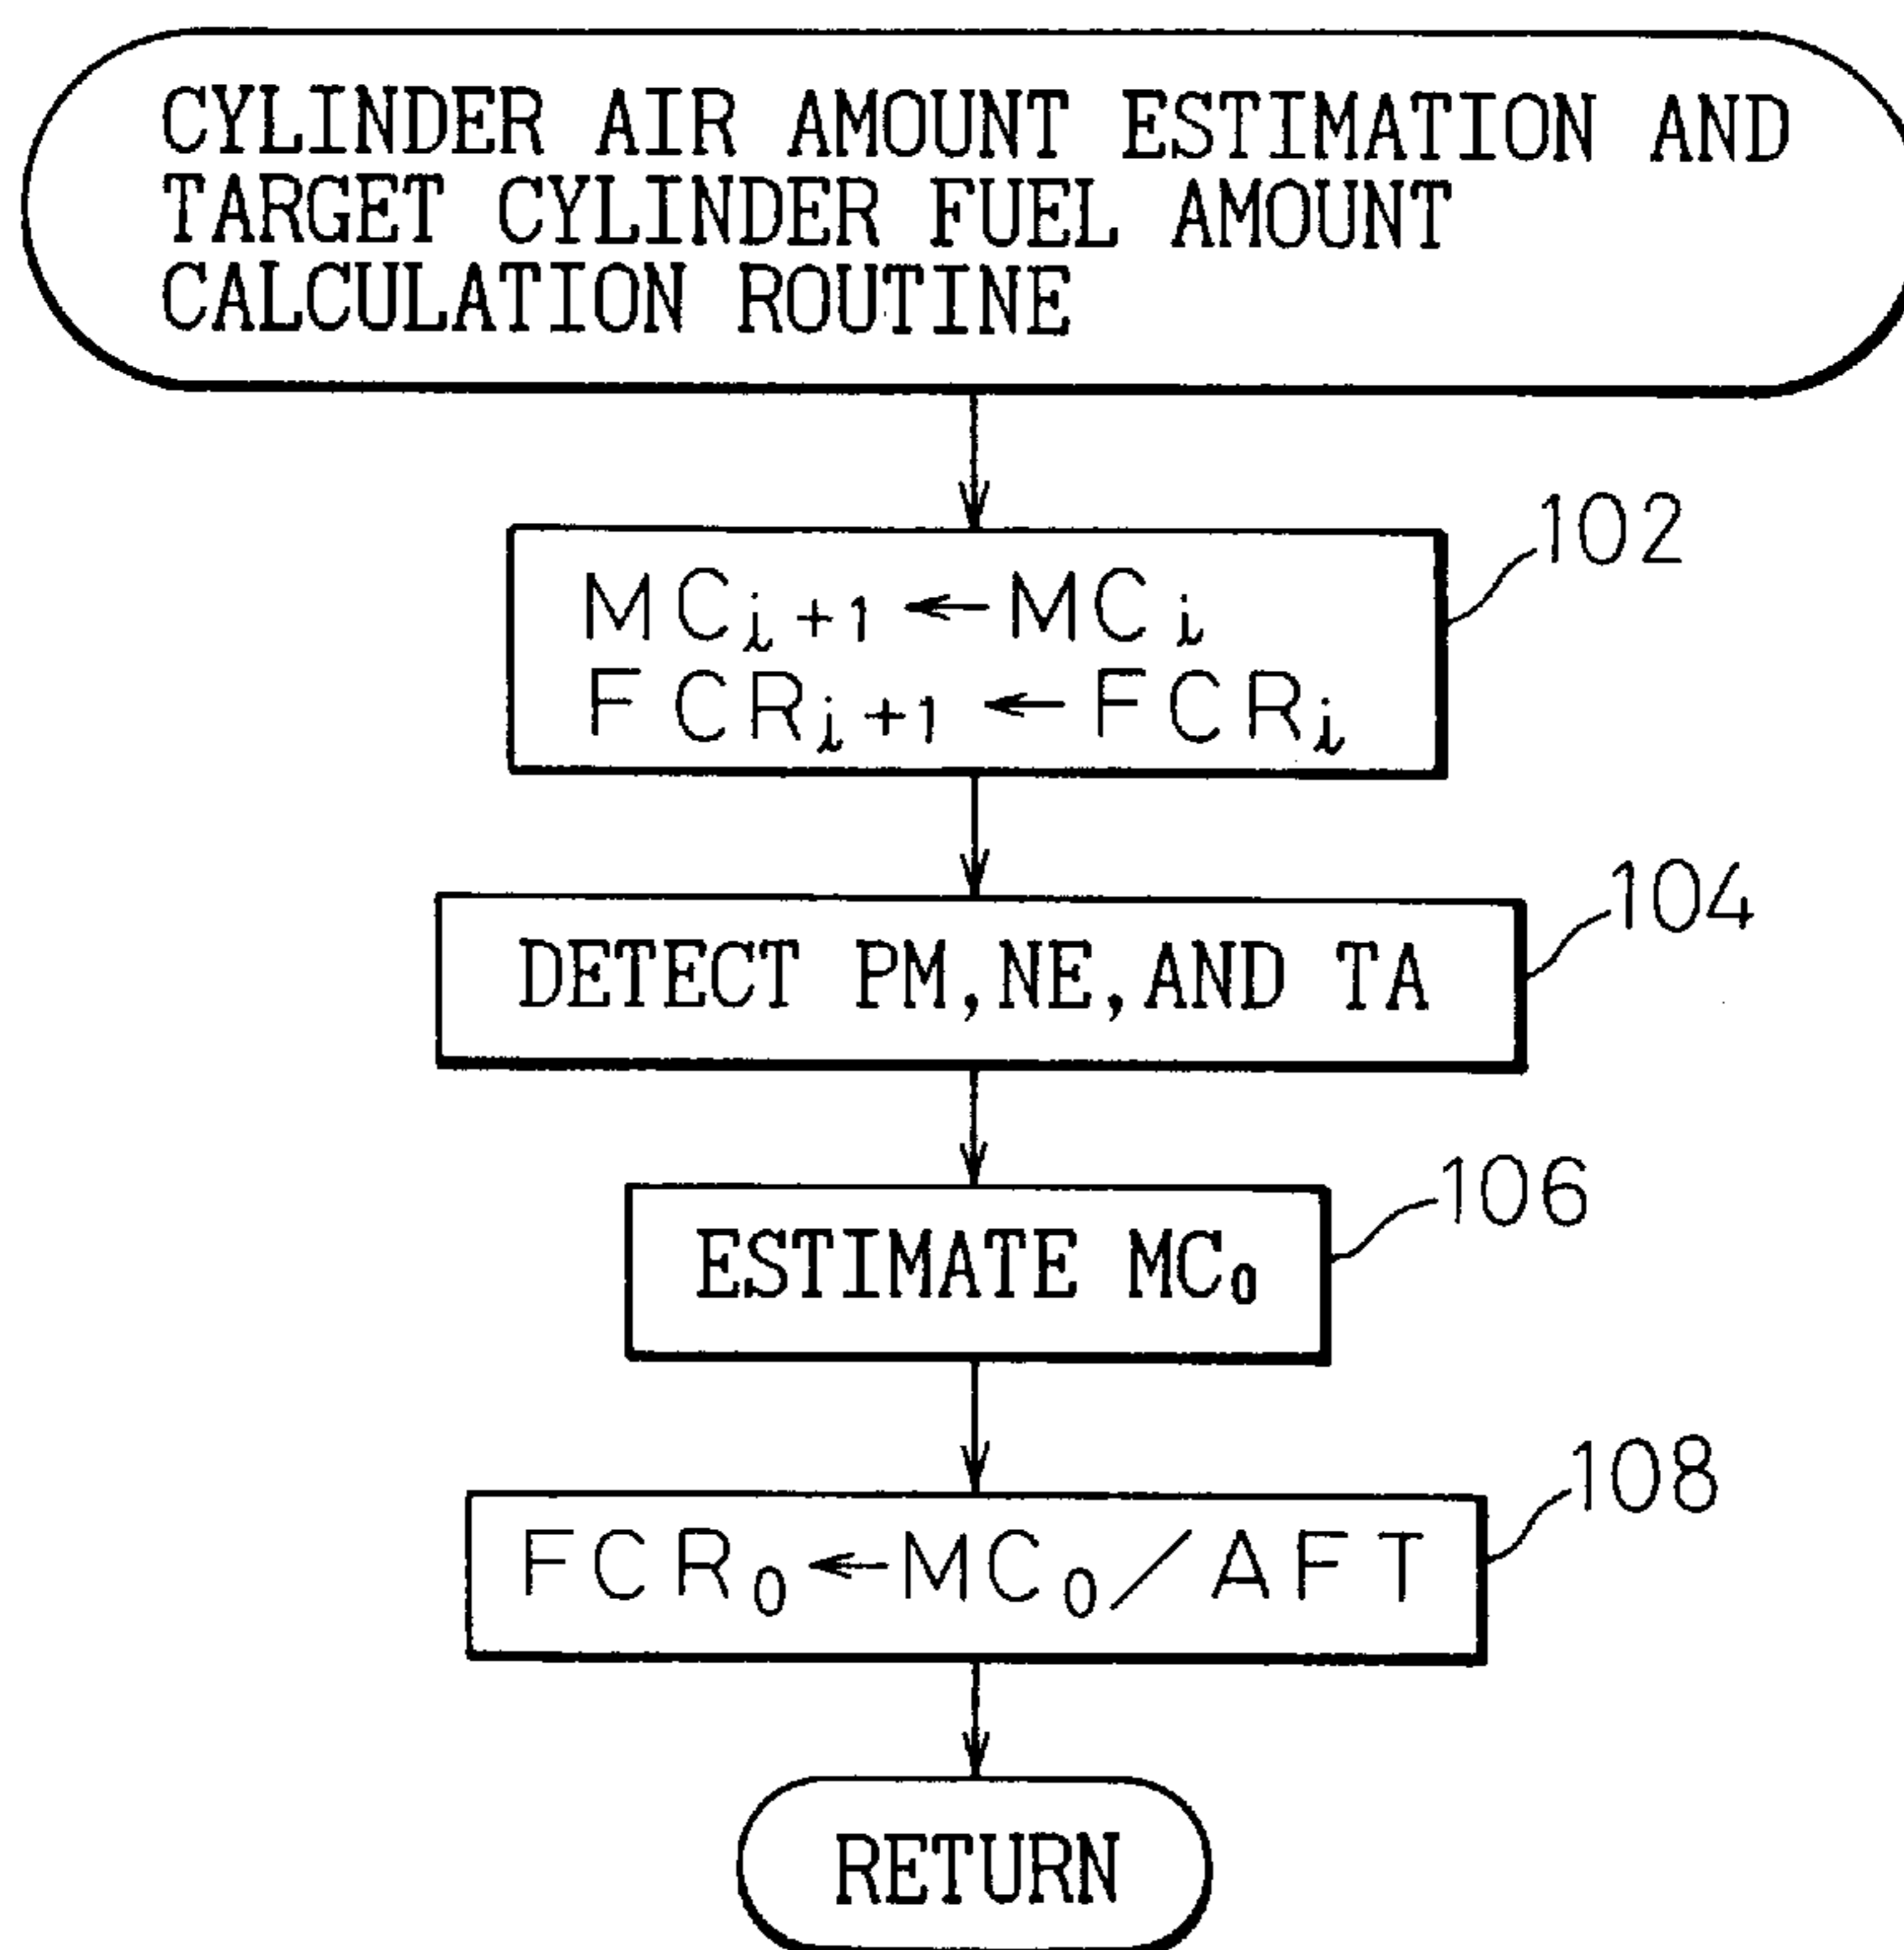 CYLINDER AIR AMOUNT ESTIMATION AND
TARGET CYLINDER FUEL AMOUNT
CALCULATION ROUTINE
102
MCi+1←MCi
FCRi+1←FCRi
104
DETECT PM,NE,AND TA
106
ESTIMATE MC₀
108
FCR₀←MC₀/AFT
RETURN